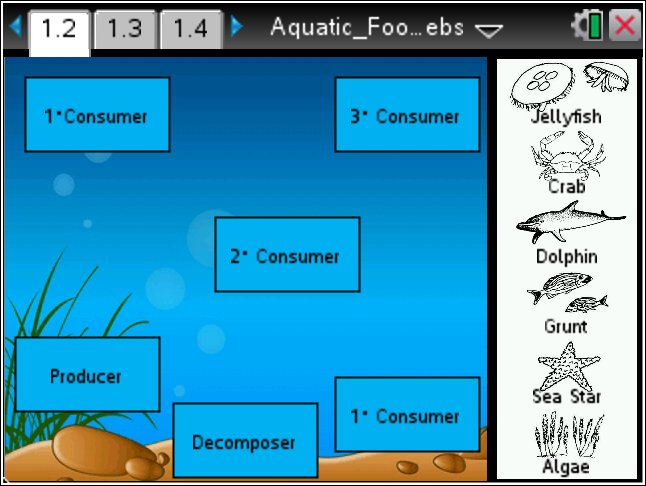 1.2 1.3 1.4 Aquatic_Foo…ebs
1°Consumer
3° Consumer
2° Consumer
Producer
Decomposer
1° Consumer
Jellyfish
Crab
Dolphin
Grunt
Sea Star
Algae